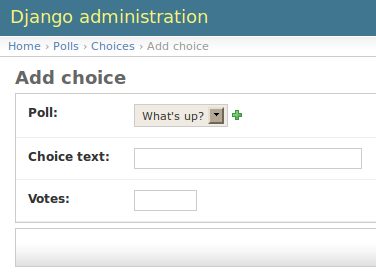 Django administration
Home › Polls › Choices › Add choice
Add choice
Poll: What's up?
Choice text:
Votes: